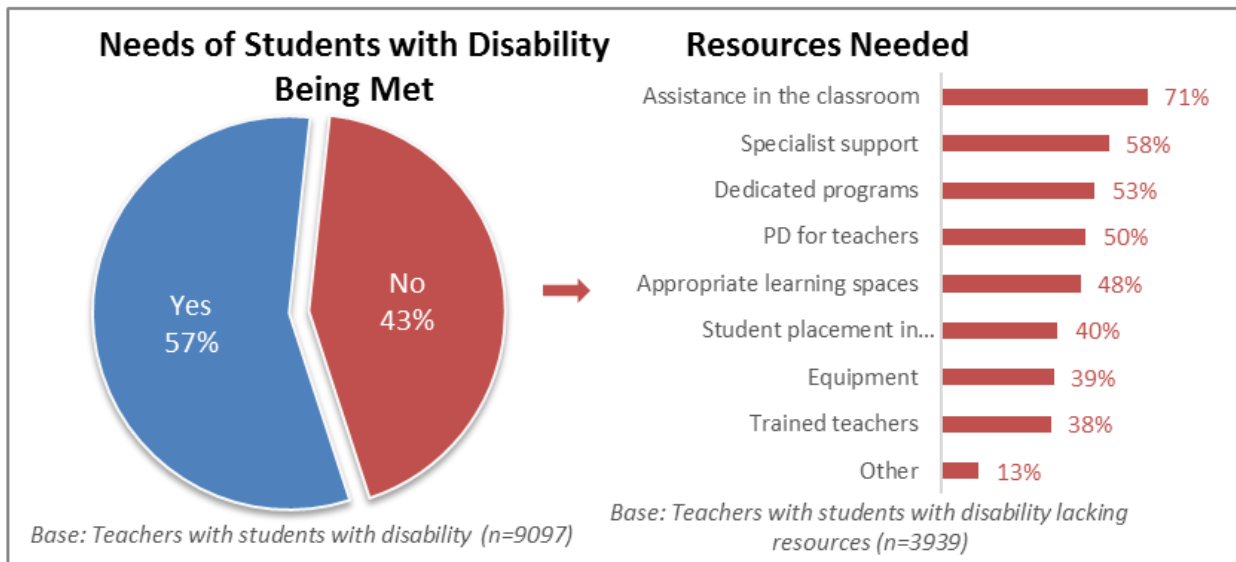 Needs of Students with Disability
Being Met
Yes
57%
No
43%
Base: Teachers with students with disability (n=9097)
Resources Needed
Assistance in the classroom 71%
Specialist support 58%
Dedicated programs 53%
PD for teachers 50%
Appropriate learning spaces 48%
Student placement in... 40%
Equipment 39%
Trained teachers 38%
Other 13%
Base: Teachers with students with disability lacking
resources (n=3939)